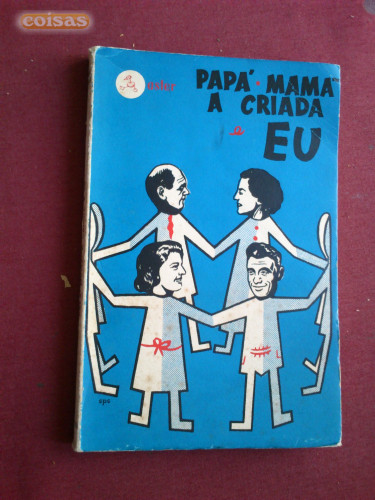 coisas
PAPÁ • MAMÃ
A CRIADA
e EU